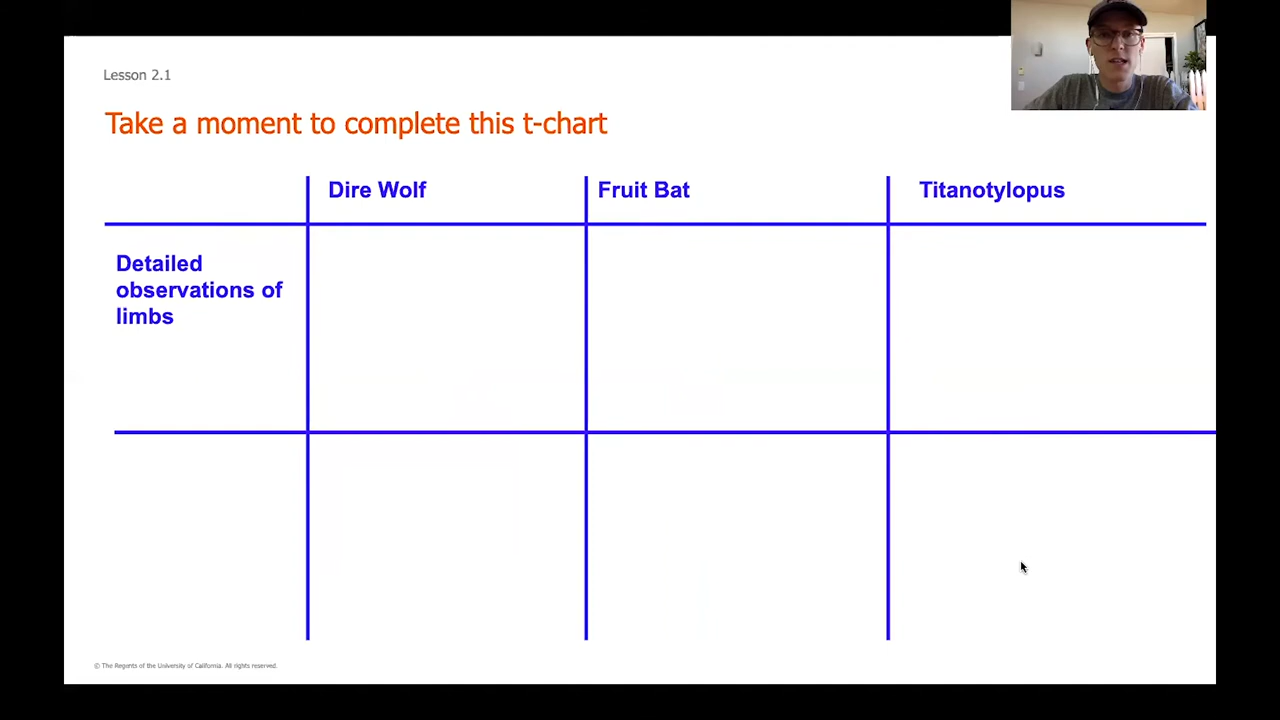 Lesson 2.1
Take a moment to complete this t-chart
Dire Wolf
Fruit Bat
Titanotylopus
Detailed
observations of
limbs
© The Regents of the University of California. All rights reserved.